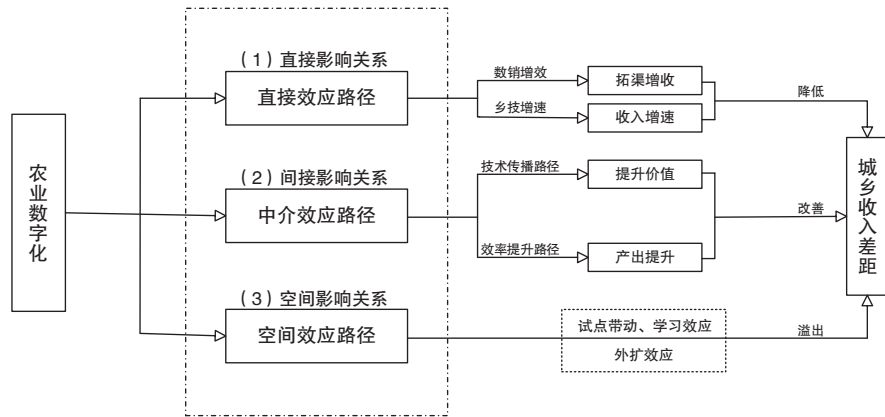 农业数字化
（1）直接影响关系
直接效应路径
数销增效
拓渠增收
乡技增速
收入增速
降低
（2）间接影响关系
中介效应路径
技术传播路径
提升价值
效率提升路径
产出提升
改善
（3）空间影响关系
空间效应路径
试点带动、学习效应
外扩效应
溢出
城乡收入差距